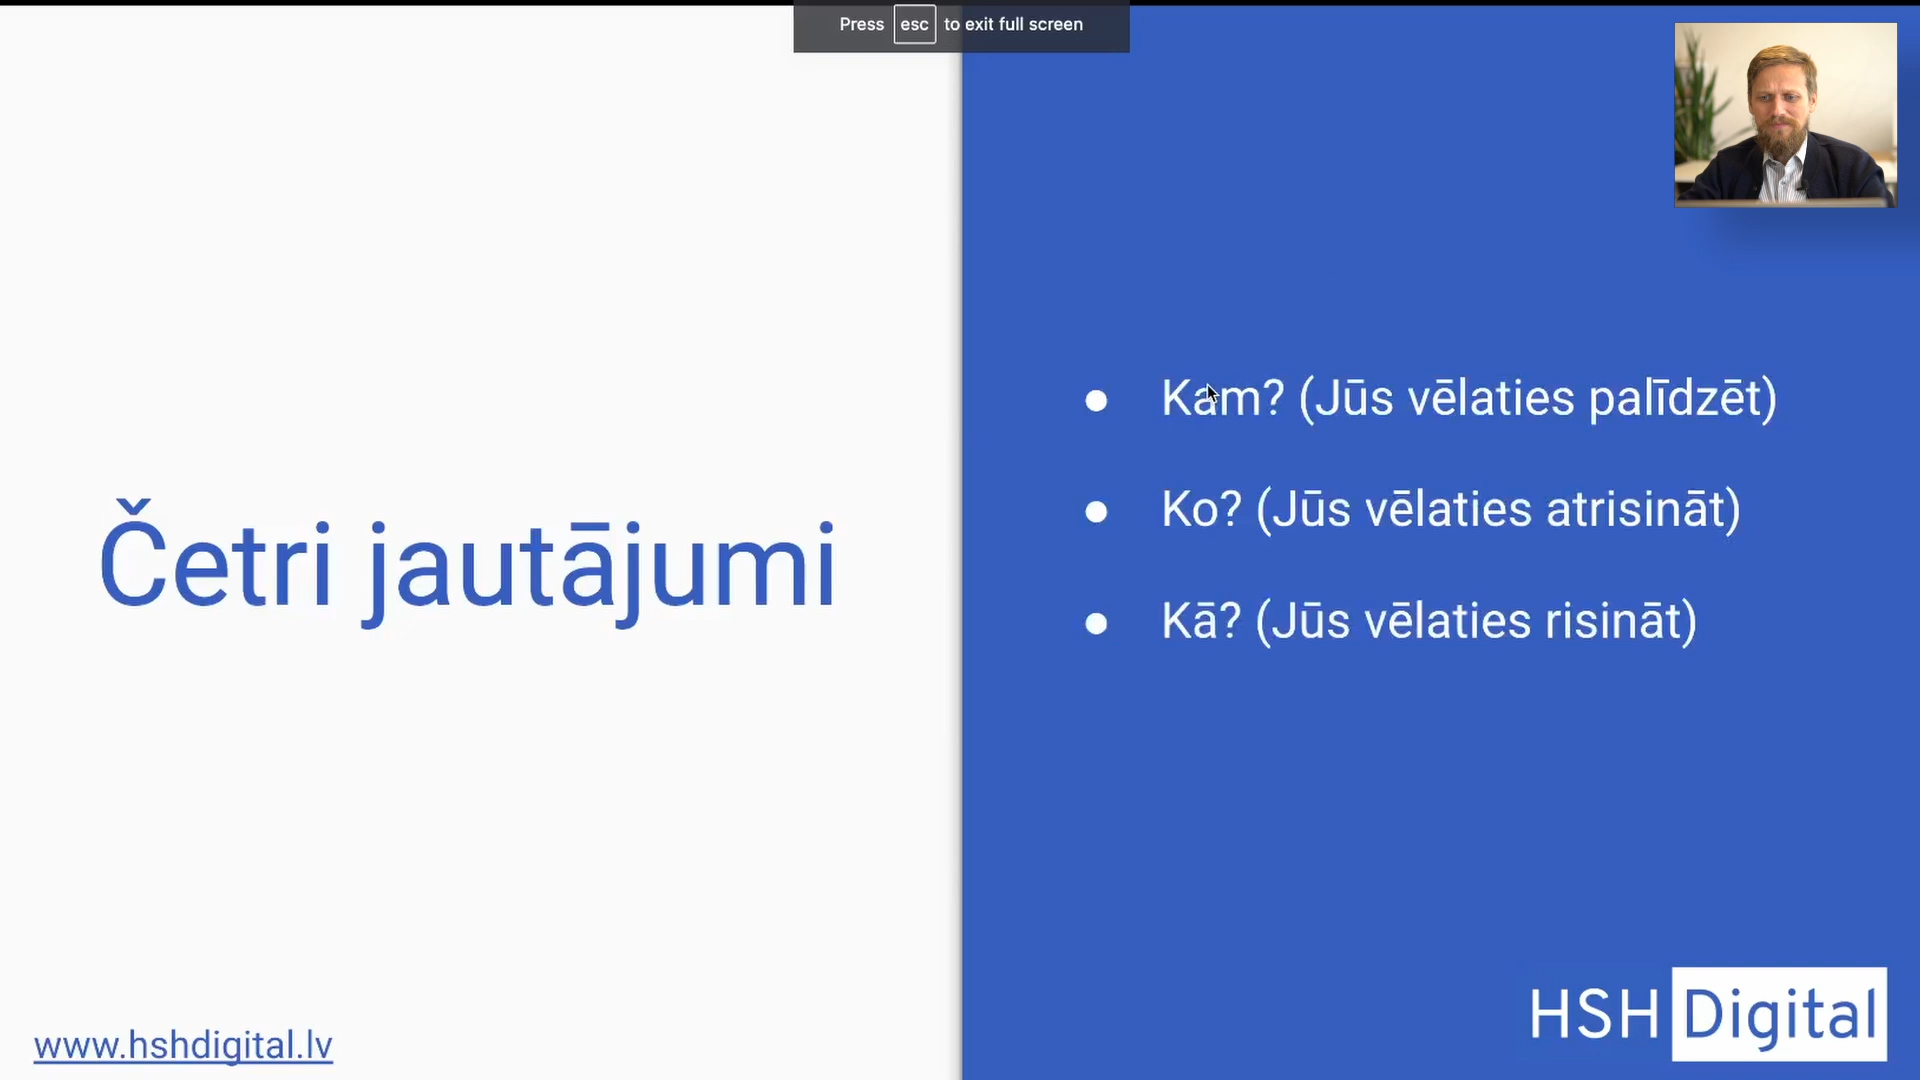 Press esc to exit full screen
Četri jautājumi
Kam? (Jūs vēlaties palīdzēt)
Ko? (Jūs vēlaties atrisināt)
Kā? (Jūs vēlaties risināt)
www.hshdigital.lv
HSH Digital